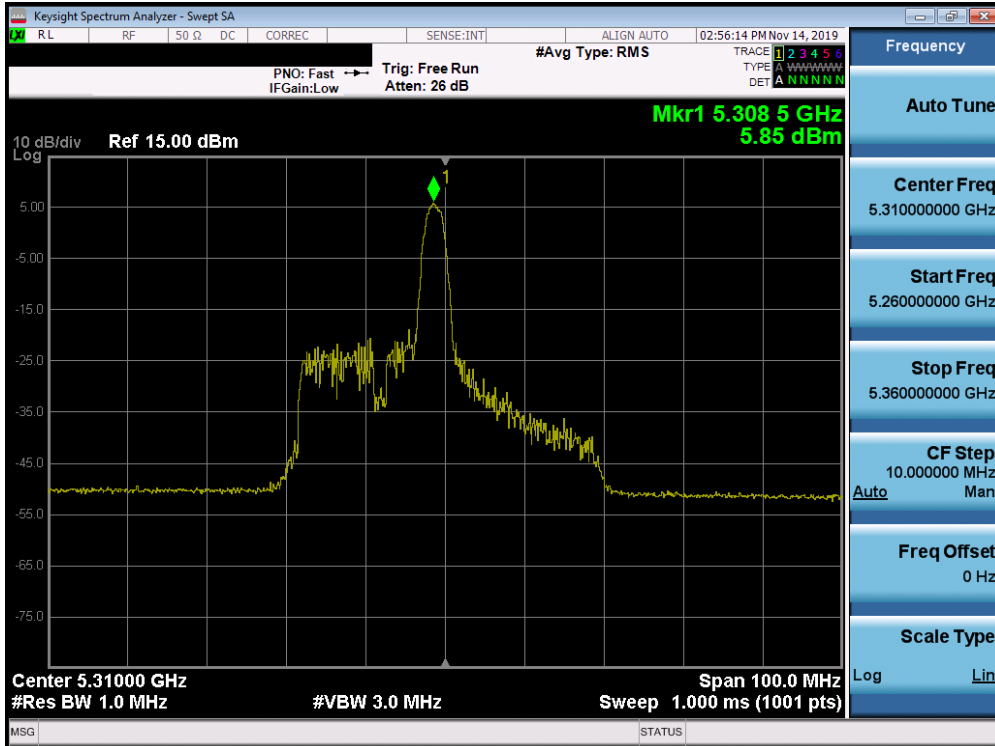 Keysight Spectrum Analyzer - Swept SA
LXI RL RF 50 Ω DC CORREC SENSE:INT ALIGN AUTO 02:56:14 PM Nov 14, 2019
#Avg Type: RMS
TRACE 1 2 3 4 5 6
TYPE A WWWWW
DET A N N N N N
PNO: Fast
IFGain:Low
Trig: Free Run
Atten: 26 dB
Mkr1 5.308 5 GHz
5.85 dBm
10 dB/div Ref 15.00 dBm
Log
1
5.00
-5.00
-15.0
-25.0
-35.0
-45.0
-55.0
-65.0
-75.0
Center 5.31000 GHz Span 100.0 MHz
#Res BW 1.0 MHz #VBW 3.0 MHz Sweep 1.000 ms (1001 pts)
MSG STATUS
Frequency
Auto Tune
Center Freq
5.310000000 GHz
Start Freq
5.260000000 GHz
Stop Freq
5.360000000 GHz
CF Step
10.000000 MHz
Auto Man
Freq Offset
0 Hz
Scale Type
Log Lin